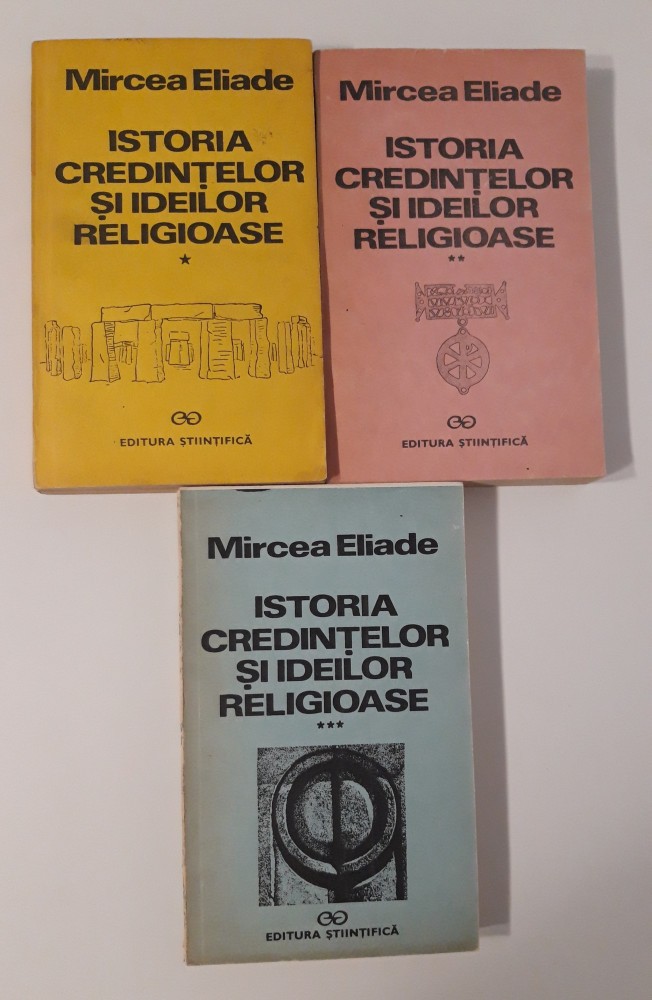 Mircea Eliade
ISTORIA
CREDINȚELOR
ȘI IDEILOR
RELIGIOASE
★
EDITURA ȘTIINȚIFICĂ
Mircea Eliade
ISTORIA
CREDINȚELOR
ȘI IDEILOR
RELIGIOASE
★★
EDITURA ȘTIINȚIFICĂ
Mircea Eliade
ISTORIA
CREDINȚELOR
ȘI IDEILOR
RELIGIOASE
★★★
EDITURA ȘTIINȚIFICĂ